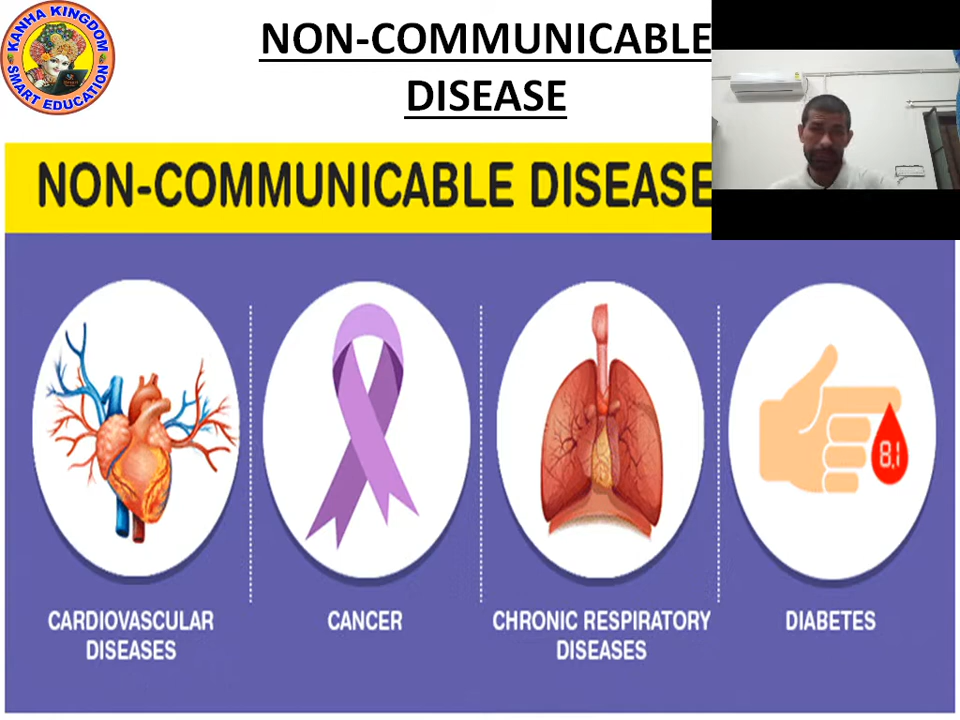 KANHA KINGDOM
SMART EDUCATION
NON-COMMUNICABLE
DISEASE
NON-COMMUNICABLE DISEASE
8.1
CARDIOVASCULAR
DISEASES
CANCER
CHRONIC RESPIRATORY
DISEASES
DIABETES